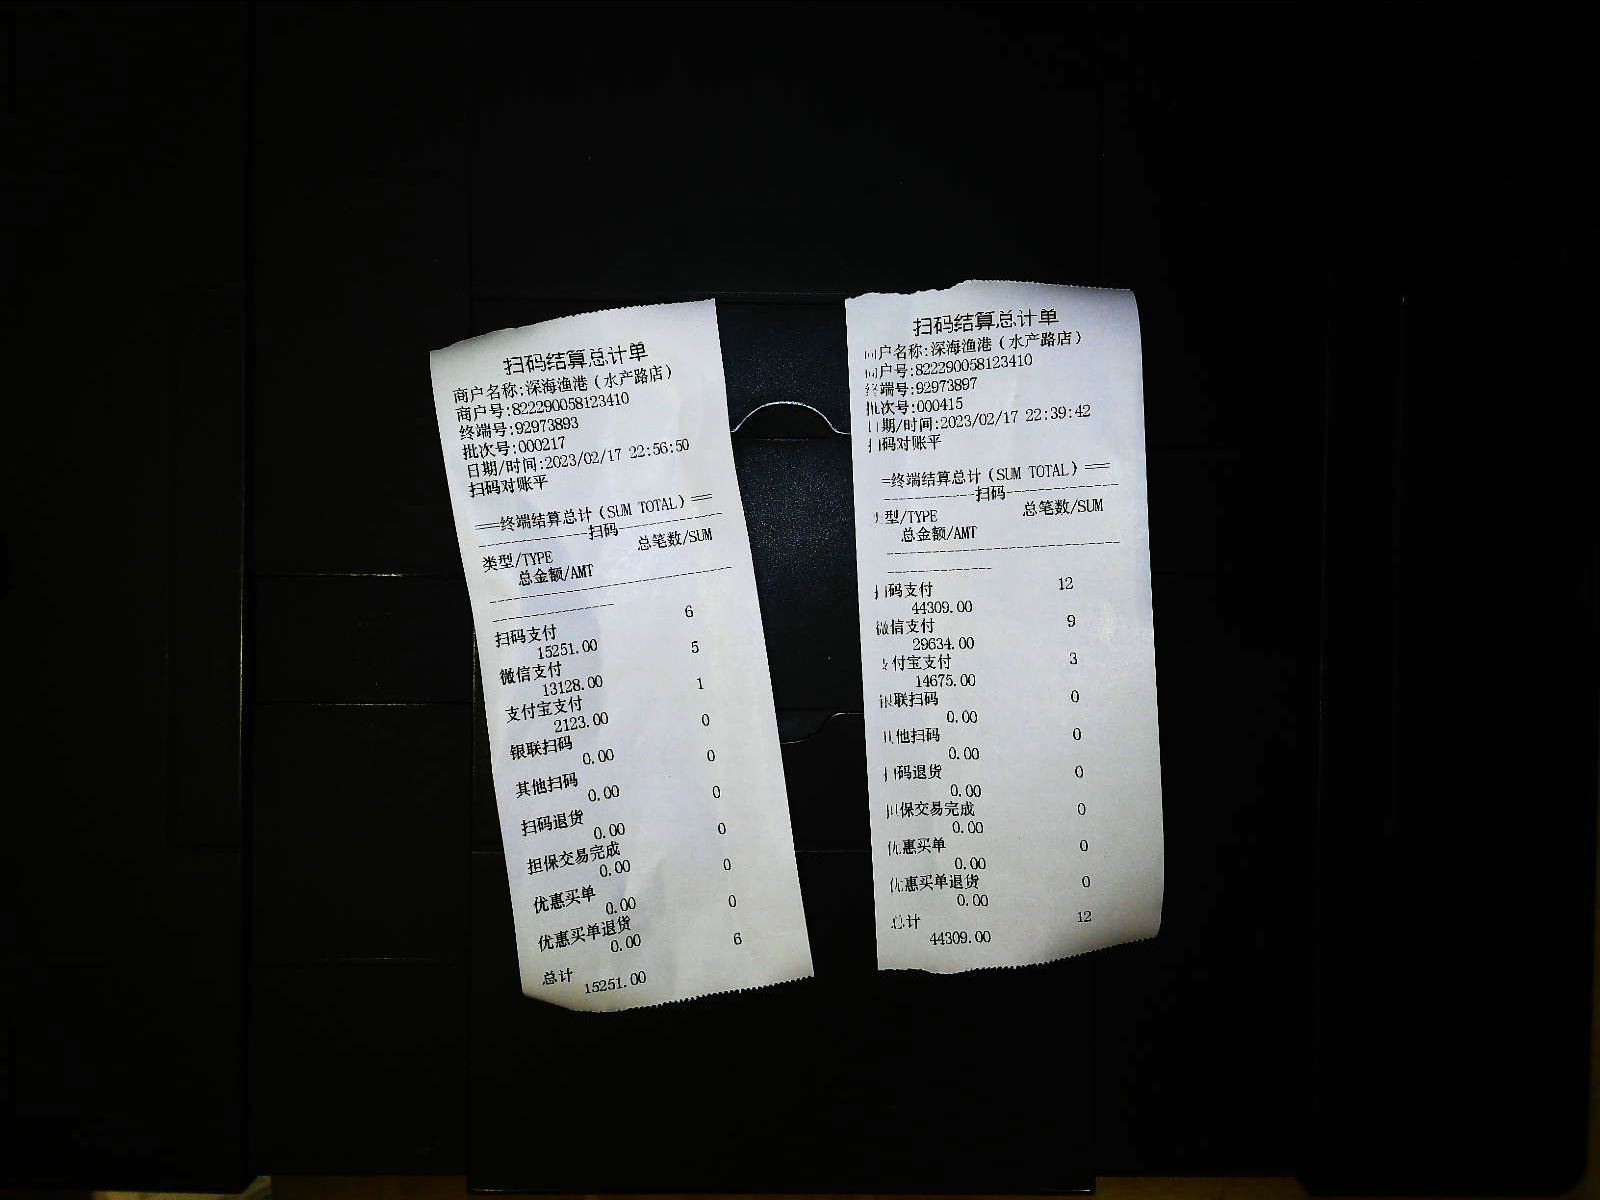 扫码结算总计单
商户名称:深海渔港（水产路店）
商户号:822290058123410
终端号:92973893
批次号:000217
日期/时间:2023/02/17 22:56:50
扫码对账平
===终端结算总计（SUM TOTAL）===
-----------------扫码-----------------
类型/TYPE 总笔数/SUM
总金额/AMT
扫码支付 6
15251.00
微信支付 5
13128.00
支付宝支付 1
2123.00
银联扫码 0
0.00
其他扫码 0
0.00
扫码退货 0
0.00
担保交易完成 0
0.00
优惠买单 0
0.00
优惠买单退货 0
0.00
总计 6
15251.00
扫码结算总计单
商户名称:深海渔港（水产路店）
商户号:822290058123410
终端号:92973897
批次号:000415
日期/时间:2023/02/17 22:39:42
扫码对账平
=终端结算总计（SUM TOTAL）===
-----------------扫码-----------------
类型/TYPE 总笔数/SUM
总金额/AMT
扫码支付 12
44309.00
微信支付 9
29634.00
支付宝支付 3
14675.00
银联扫码 0
0.00
其他扫码 0
0.00
扫码退货 0
0.00
担保交易完成 0
0.00
优惠买单 0
0.00
优惠买单退货 0
0.00
总计 12
44309.00